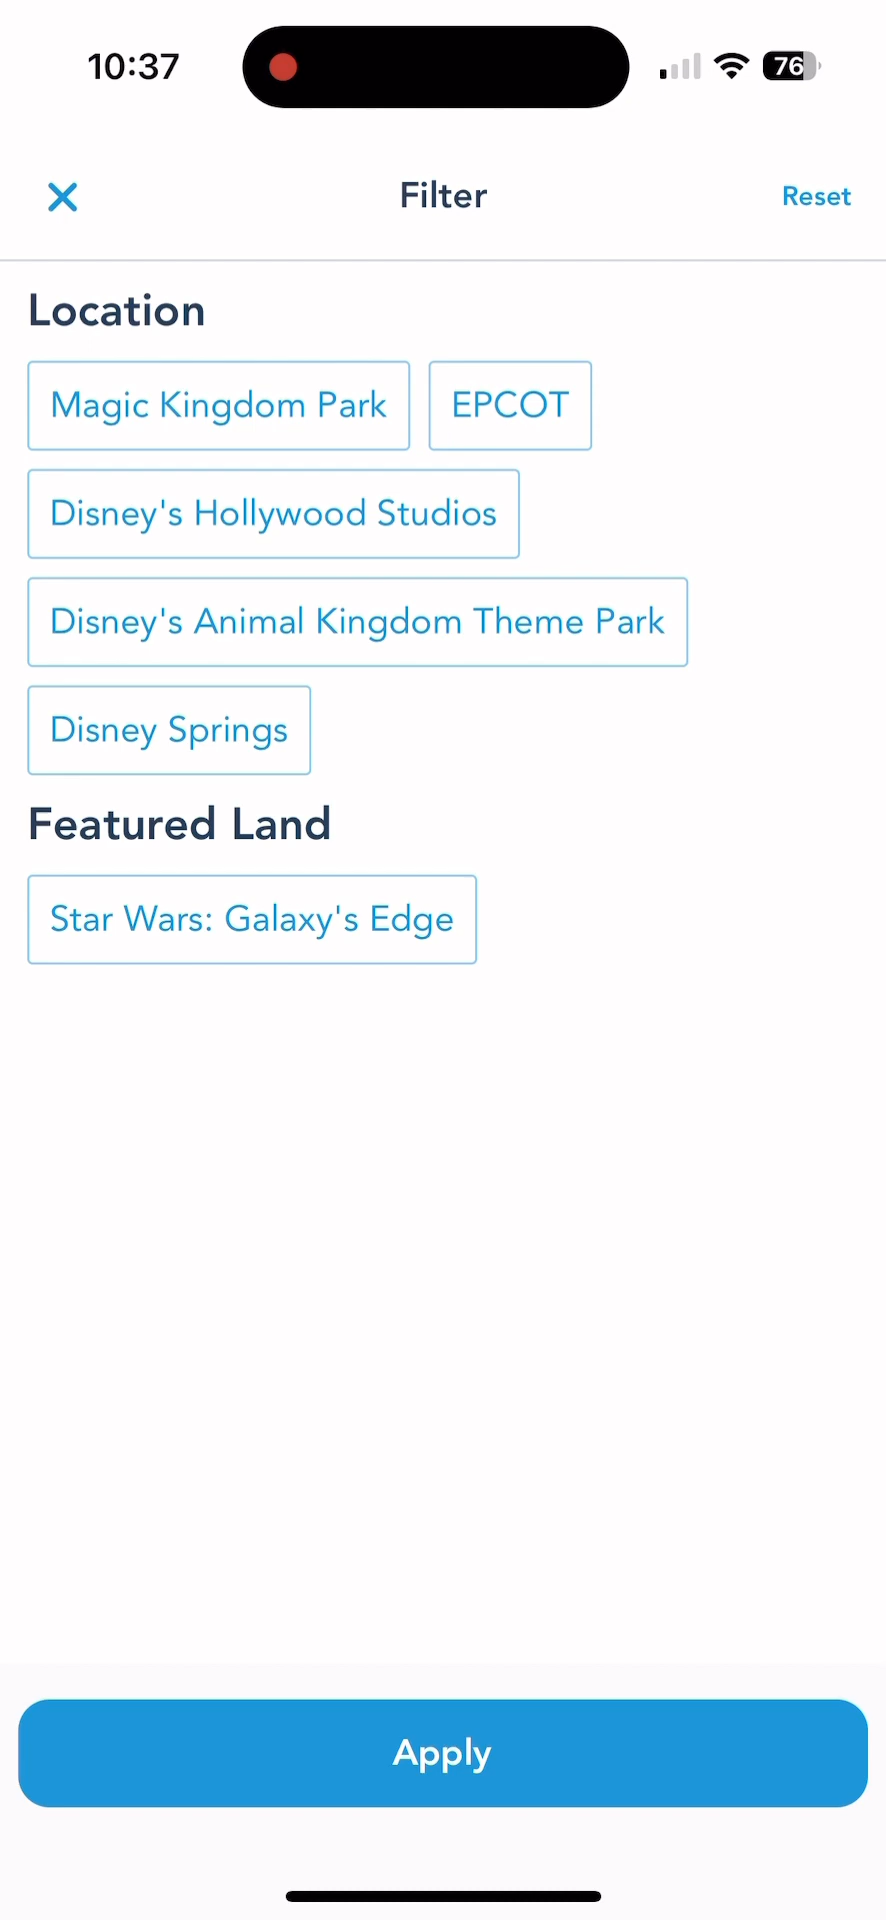 10:37
76
Filter
Reset
Location
Magic Kingdom Park
EPCOT
Disney's Hollywood Studios
Disney's Animal Kingdom Theme Park
Disney Springs
Featured Land
Star Wars: Galaxy's Edge
Apply